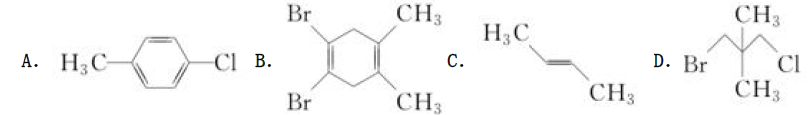 A. H₃C Cl B. Br CH₃ Br CH₃ C. H₃C CH₃ D. Br CH₃ CH₃ Cl